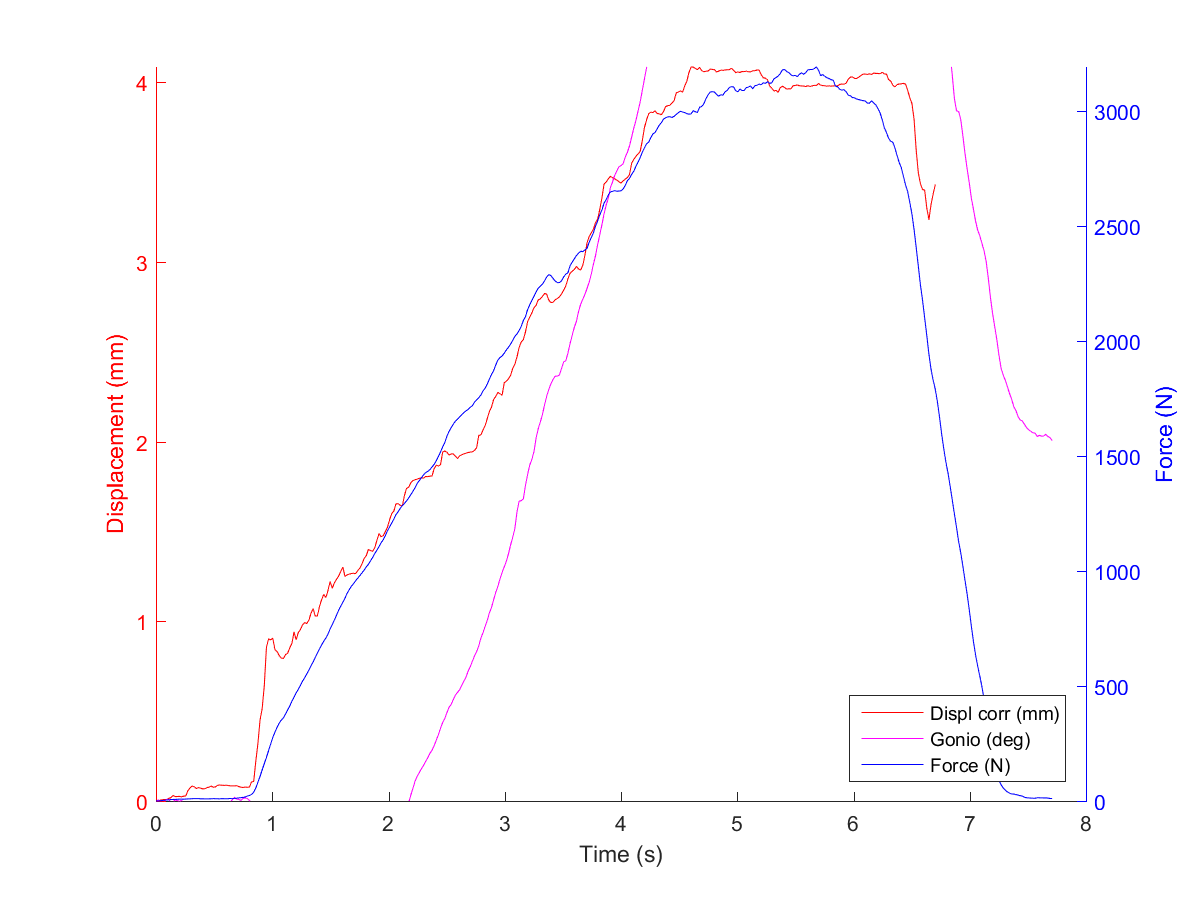 4
3
2
1
0
Displacement (mm)
3000
2500
2000
1500
1000
500
0
Force (N)
Displ corr (mm)
Gonio (deg)
Force (N)
0 1 2 3 4 5 6 7 8
Time (s)